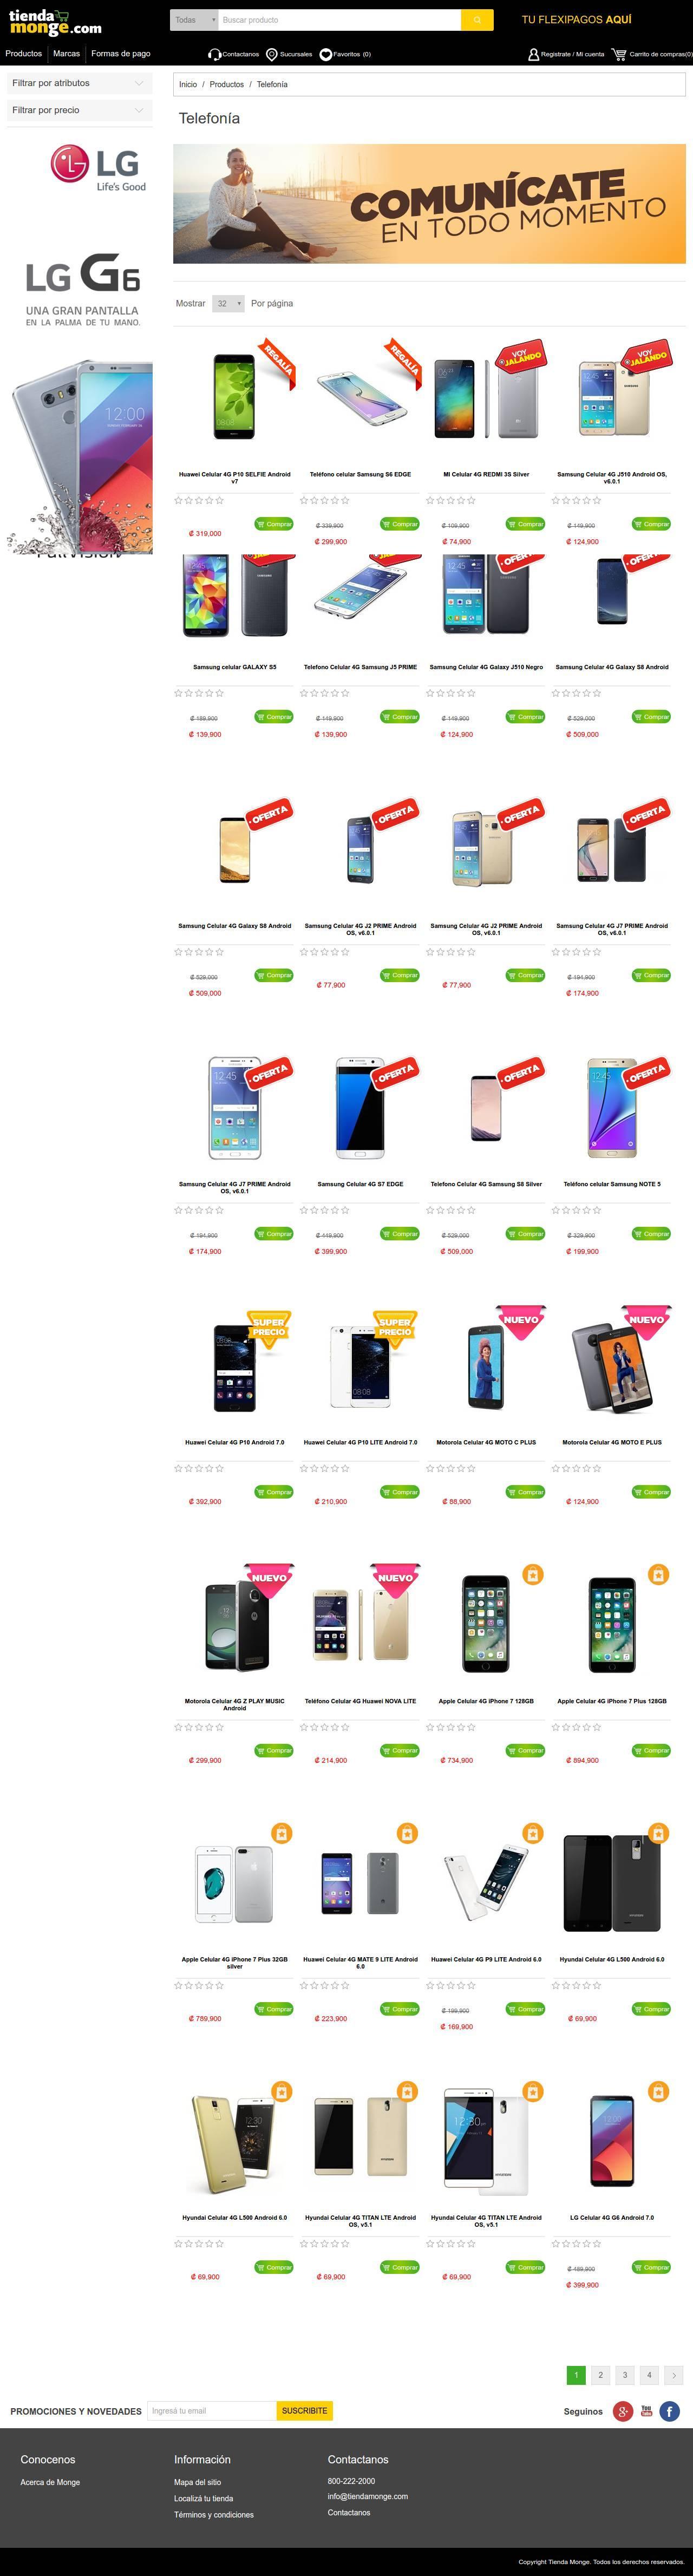 tienda
monge.com
Todas
Buscar producto
TU FLEXIPAGOS AQUÍ
Productos
Marcas
Formas de pago
Contactanos
Sucursales
Favoritos (0)
Registrate / Mi cuenta
Carrito de compras(0)
Filtrar por atributos
Filtrar por precio
LG
Life's Good
LG G6
UNA GRAN PANTALLA
EN LA PALMA DE TU MANO.
12:00
Inicio / Productos / Telefonía
Telefonía
COMUNÍCATE
EN TODO MOMENTO
Mostrar 32 Por página
REGALÍA
REGALÍA
VOY JALANDO
VOY JALANDO
Huawei Celular 4G P10 SELFIE Android v7
Teléfono celular Samsung S6 EDGE
MI Celular 4G REDMI 3S Silver
Samsung Celular 4G J510 Android OS, v6.0.1
₡ 319,000
Comprar
₡ 339,900
Comprar
₡ 299,900
₡ 109,900
Comprar
₡ 74,900
₡ 149,900
Comprar
₡ 124,900
Samsung celular GALAXY S5
Telefono Celular 4G Samsung J5 PRIME
Samsung Celular 4G Galaxy J510 Negro
Samsung Celular 4G Galaxy S8 Android
₡ 189,900
Comprar
₡ 139,900
₡ 149,900
Comprar
₡ 139,900
₡ 149,900
Comprar
₡ 124,900
₡ 529,000
Comprar
₡ 509,000
OFERTA
OFERTA
OFERTA
OFERTA
Samsung Celular 4G Galaxy S8 Android
Samsung Celular 4G J2 PRIME Android OS, v6.0.1
Samsung Celular 4G J2 PRIME Android OS, v6.0.1
Samsung Celular 4G J7 PRIME Android OS, v6.0.1
₡ 529,000
Comprar
₡ 509,000
₡ 77,900
Comprar
₡ 77,900
Comprar
₡ 194,900
Comprar
₡ 174,900
OFERTA
OFERTA
OFERTA
OFERTA
Samsung Celular 4G J7 PRIME Android OS, v6.0.1
Samsung Celular 4G S7 EDGE
Telefono Celular 4G Samsung S8 Silver
Teléfono celular Samsung NOTE 5
₡ 194,900
Comprar
₡ 174,900
₡ 449,900
Comprar
₡ 399,900
₡ 529,000
Comprar
₡ 509,000
₡ 329,900
Comprar
₡ 199,900
SUPER PRECIO
SUPER PRECIO
NUEVO
NUEVO
Huawei Celular 4G P10 Android 7.0
Huawei Celular 4G P10 LITE Android 7.0
Motorola Celular 4G MOTO C PLUS
Motorola Celular 4G MOTO E PLUS
₡ 392,900
Comprar
₡ 210,900
Comprar
₡ 88,900
Comprar
₡ 124,900
Comprar
NUEVO
NUEVO
Motorola Celular 4G Z PLAY MUSIC Android
Teléfono Celular 4G Huawei NOVA LITE
Apple Celular 4G iPhone 7 128GB
Apple Celular 4G iPhone 7 Plus 128GB
₡ 299,900
Comprar
₡ 214,900
Comprar
₡ 734,900
Comprar
₡ 894,900
Comprar
Apple Celular 4G iPhone 7 Plus 32GB silver
Huawei Celular 4G MATE 9 LITE Android 6.0
Huawei Celular 4G P9 LITE Android 6.0
Hyundai Celular 4G L500 Android 6.0
₡ 789,900
Comprar
₡ 223,900
Comprar
₡ 199,900
Comprar
₡ 169,900
₡ 69,900
Comprar
Hyundai Celular 4G L500 Android 6.0
Hyundai Celular 4G TITAN LTE Android OS, v5.1
Hyundai Celular 4G TITAN LTE Android OS, v5.1
LG Celular 4G G6 Android 7.0
₡ 69,900
Comprar
₡ 69,900
Comprar
₡ 69,900
Comprar
₡ 489,900
Comprar
₡ 399,900
1 2 3 4
PROMOCIONES Y NOVEDADES
Ingresá tu email
SUSCRIBITE
Seguinos
Conocenos
Información
Contactanos
Acerca de Monge
Mapa del sitio
Localizá tu tienda
Términos y condiciones
800-222-2000
info@tiendamonge.com
Contactanos
Copyright Tienda Monge. Todos los derechos reservados.